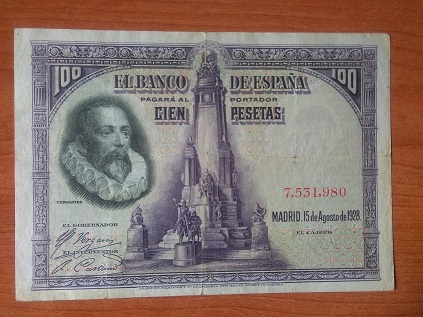 100 EL BANCO DE ESPAÑA 100
PAGARÁ AL PORTADOR
CIEN PESETAS
7,531,980
CERVANTES
MADRID, 15 de Agosto de 1928.
EL GOBERNADOR
EL CAJERO
EL INTERVENTOR